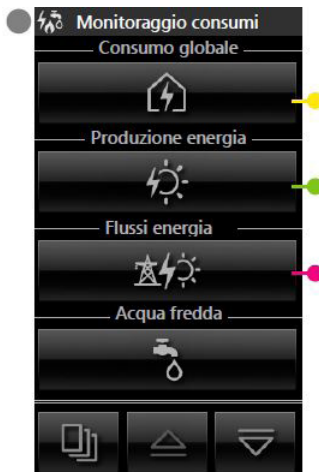 Monitoraggio consumi
Consumo globale
Produzione energia
Flussi energia
Acqua fredda